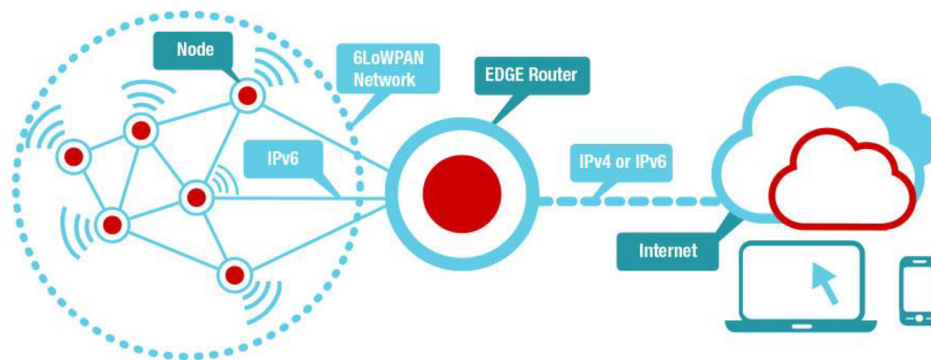 Node
6LoWPAN
Network
EDGE Router
IPv6
IPv4 or IPv6
Internet